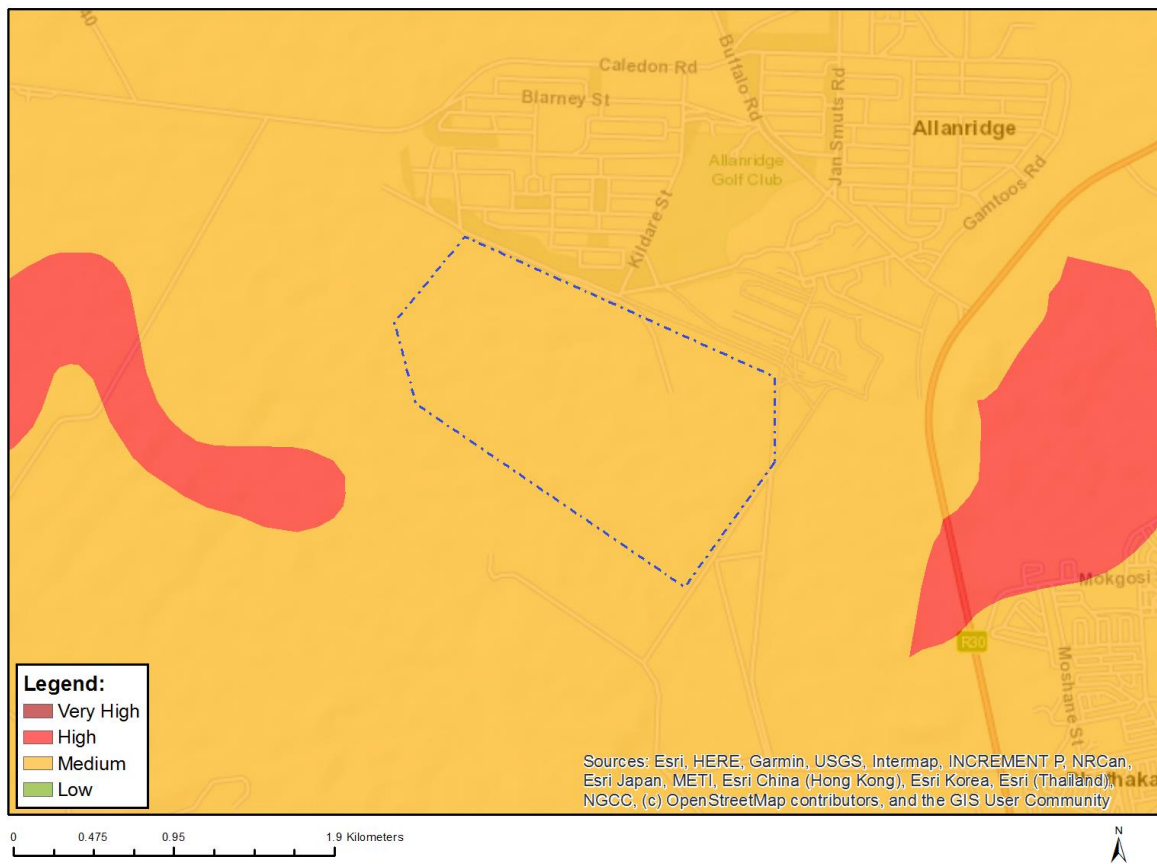 40
Caledon Rd
Buffalo Rd
Jan Smuts Rd
Blarney St
Allanridge
Allanridge
Golf Club
Gamtoos Rd
Kildare St
Mokgosi
R30
Moshane St
Legend:
Very High
High
Medium
Low
Sources: Esri, HERE, Garmin, USGS, Intermap, INCREMENT P, NRCan,
Esri Japan, METI, Esri China (Hong Kong), Esri Korea, Esri (Thailand),
NGCC, (c) OpenStreetMap contributors, and the GIS User Community
0 0.475 0.95 1.9 Kilometers
N